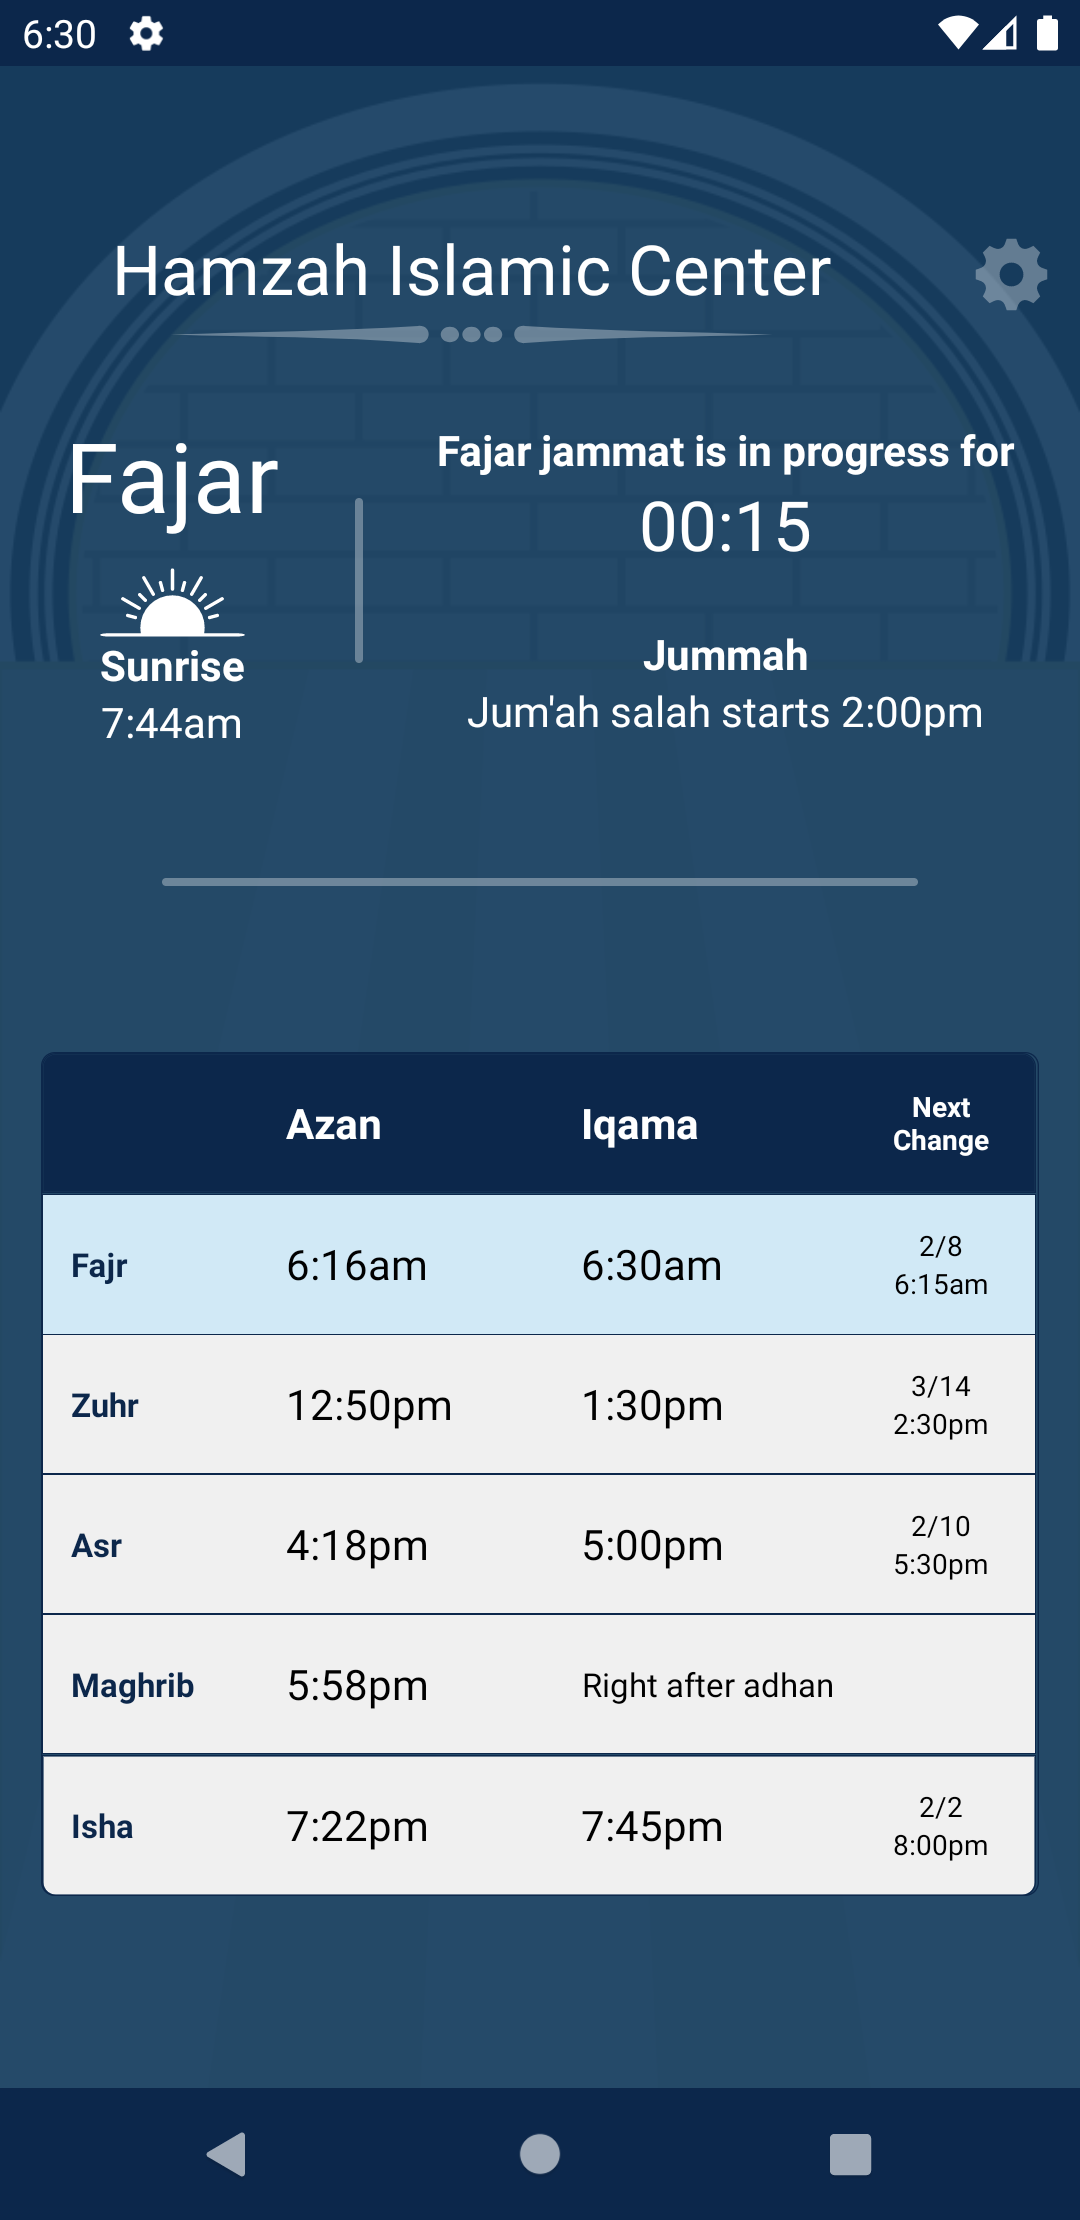 6:30
Hamzah Islamic Center
Fajar
Sunrise
7:44am
Fajar jammat is in progress for
00:15
Jummah
Jum'ah salah starts 2:00pm
Azan Iqama Next Change
Fajr 6:16am 6:30am 2/8 6:15am
Zuhr 12:50pm 1:30pm 3/14 2:30pm
Asr 4:18pm 5:00pm 2/10 5:30pm
Maghrib 5:58pm Right after adhan
Isha 7:22pm 7:45pm 2/2 8:00pm